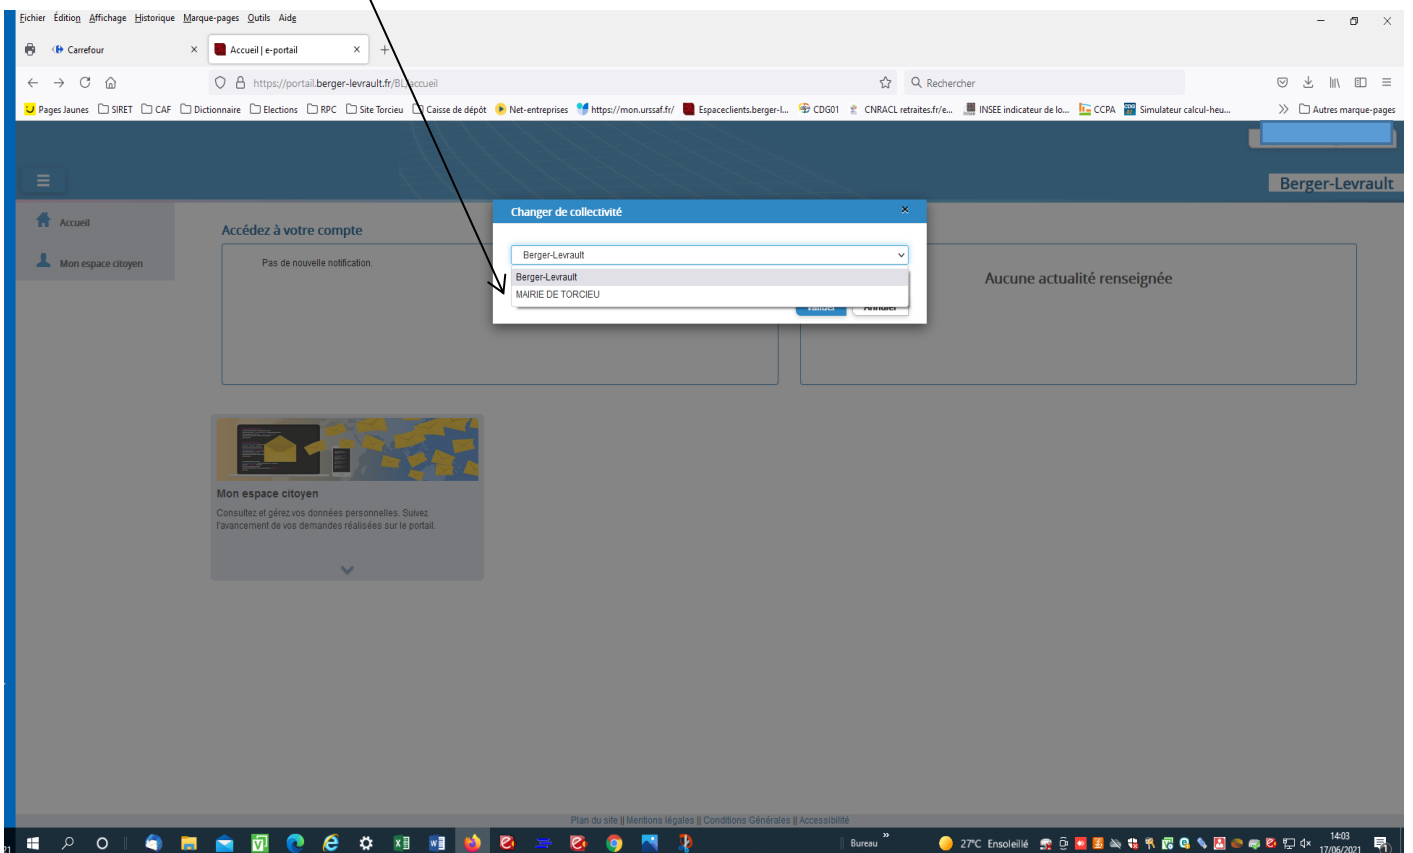 Fichier Édition Affichage Historique Marque-pages Outils Aide
Carrefour
Accueil | e-portail
https://portail.berger-levrault.fr/BL/accueil
Rechercher
Pages Jaunes SIRET CAF Dictionnaire Elections RPC Site Torcieu Caisse de dépôt Net-entreprises https://mon.urssaf.fr/ Espaceclients.berger-l... CDG01 CNRACL retraites.fr/e... INSEE indicateur de lo... CCPA Simulateur calcul-heu... Autres marque-pages
Berger-Levrault
Accueil
Mon espace citoyen
Accédez à votre compte
Pas de nouvelle notification.
Changer de collectivité
Berger-Levrault
Berger-Levrault
MAIRIE DE TORCIEU
Valider Annuler
Aucune actualité renseignée
Mon espace citoyen
Consultez et gérez vos données personnelles. Suivez
l'avancement de vos demandes réalisées sur le portail.
Plan du site || Mentions légales || Conditions Générales || Accessibilité
Bureau
27°C Ensoleillé
14:03
17/06/2021